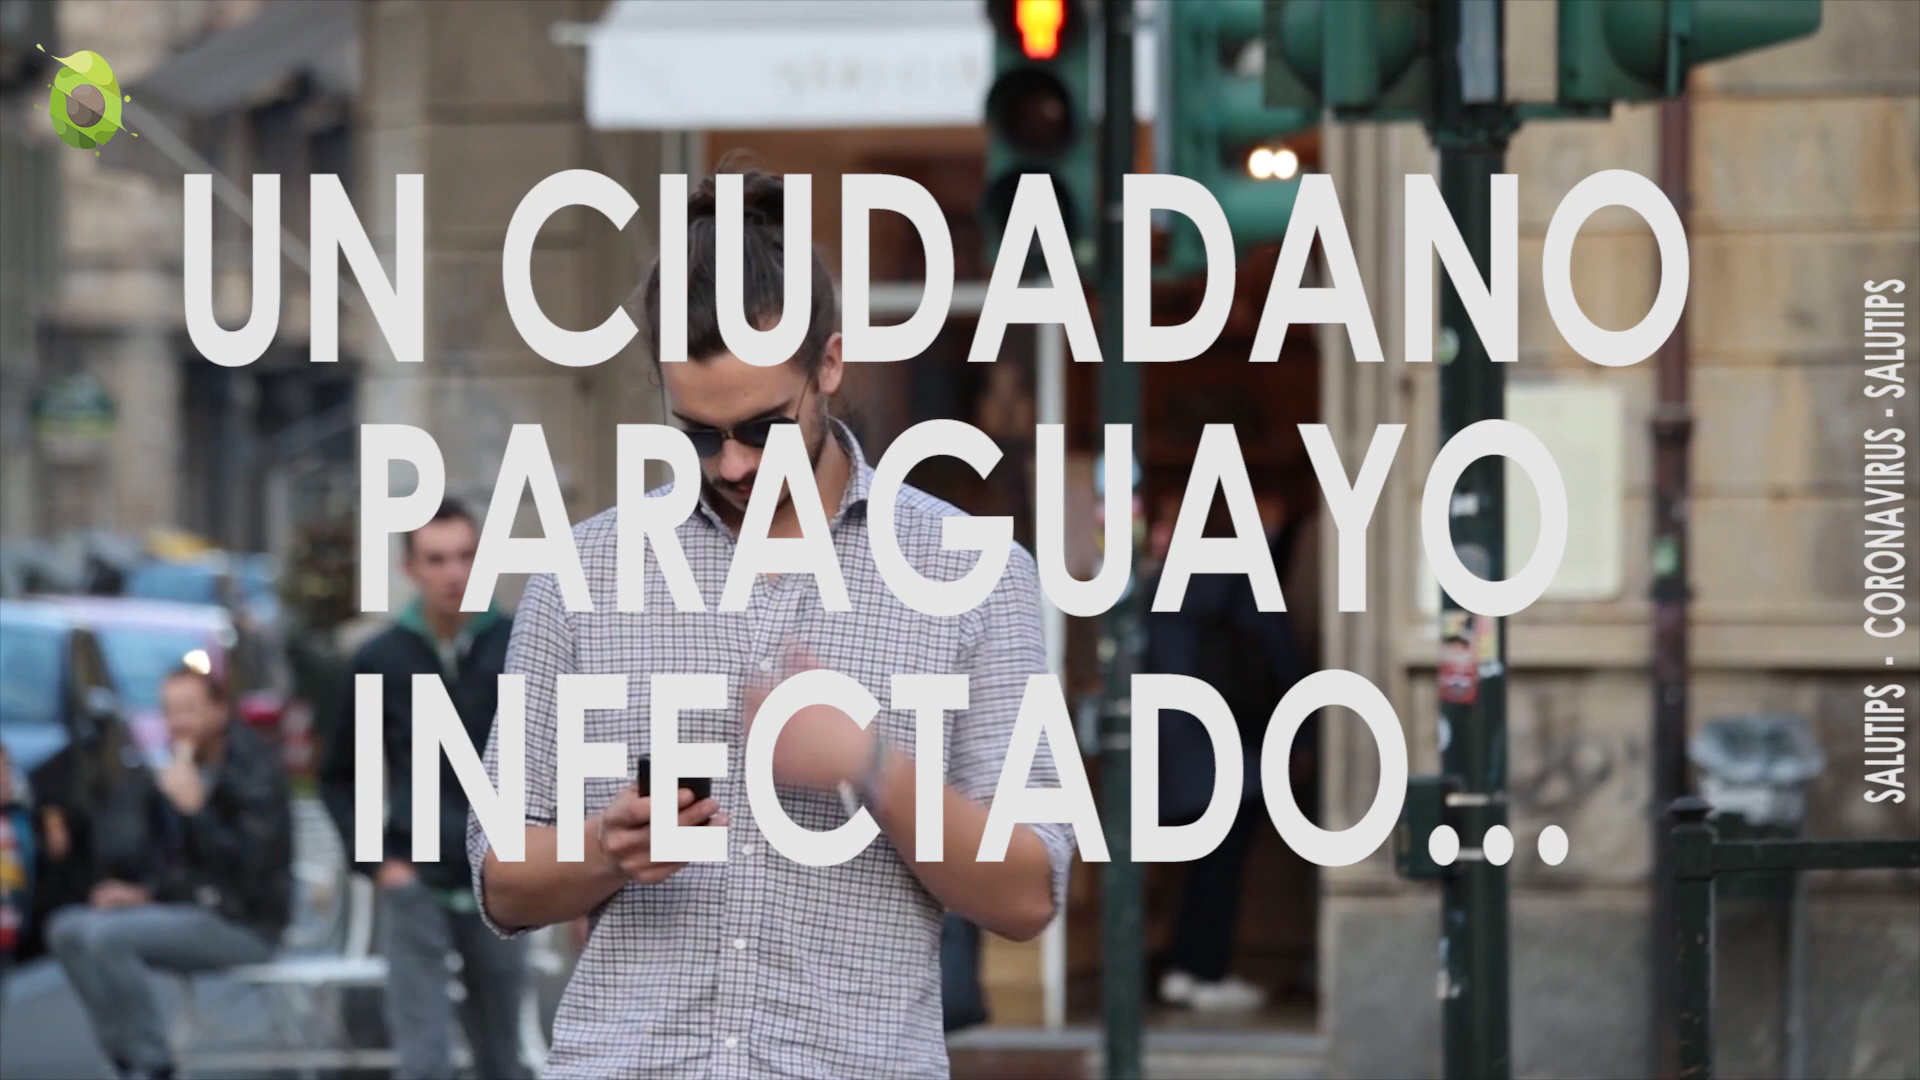 UN CIUDADANO
PARAGUAYO
INFECTADO...
SALUTIPS - CORONAVIRUS - SALUTIPS